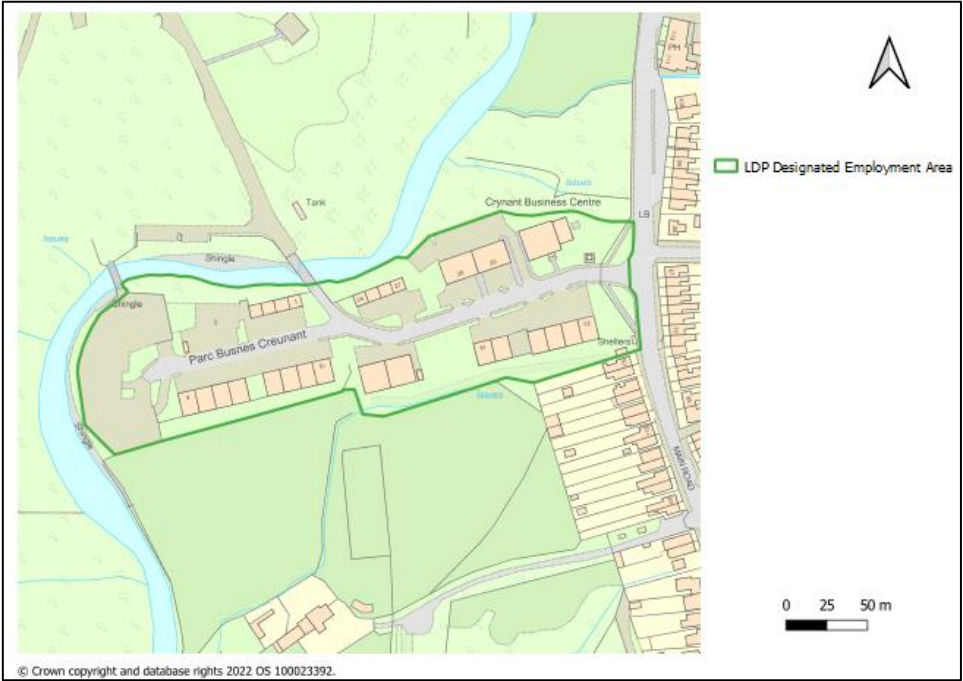 PH
LDP Designated Employment Area
Issues
Tank
Crynant Business Centre
LB
Issues
Shingle
Shingle
Parc Busnes Creunant
Shelters
Issues
Shingle
MAIN ROAD
0 25 50 m
© Crown copyright and database rights 2022 OS 100023392.